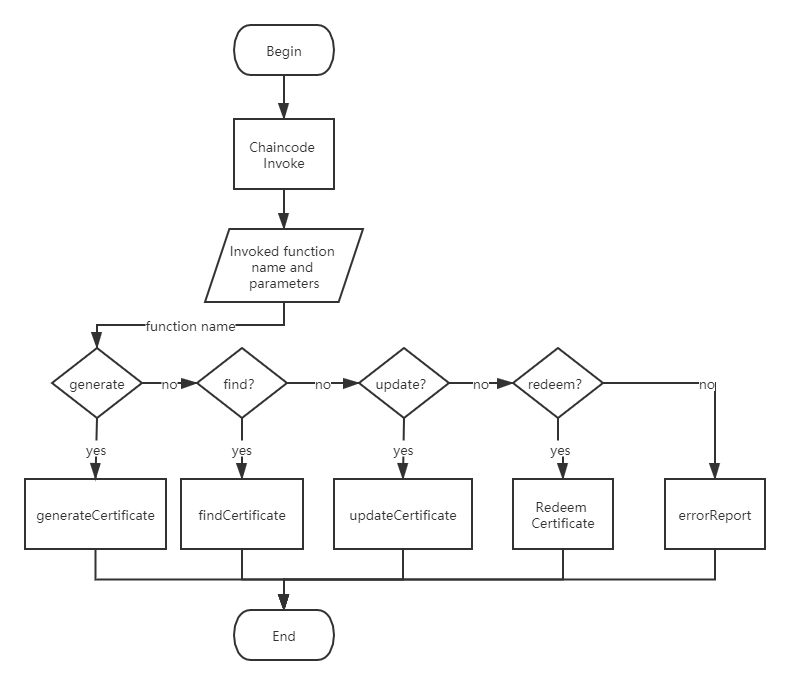 Begin
Chaincode
Invoke
Invoked function
name and
parameters
function name
generate
no
find?
no
update?
no
redeem?
no
yes
yes
yes
yes
generateCertificate
findCertificate
updateCertificate
Redeem
Certificate
errorReport
End